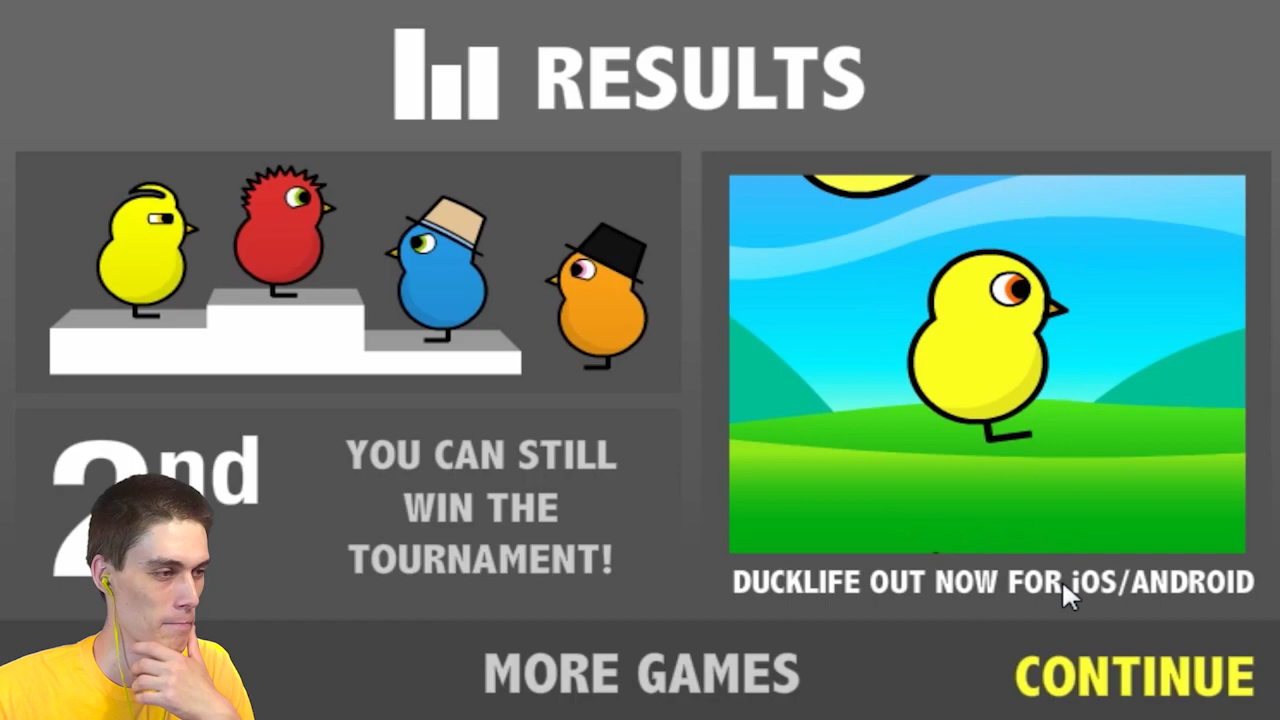 RESULTS
2nd
YOU CAN STILL
WIN THE
TOURNAMENT!
DUCKLIFE OUT NOW FOR iOS/ANDROID
MORE GAMES
CONTINUE